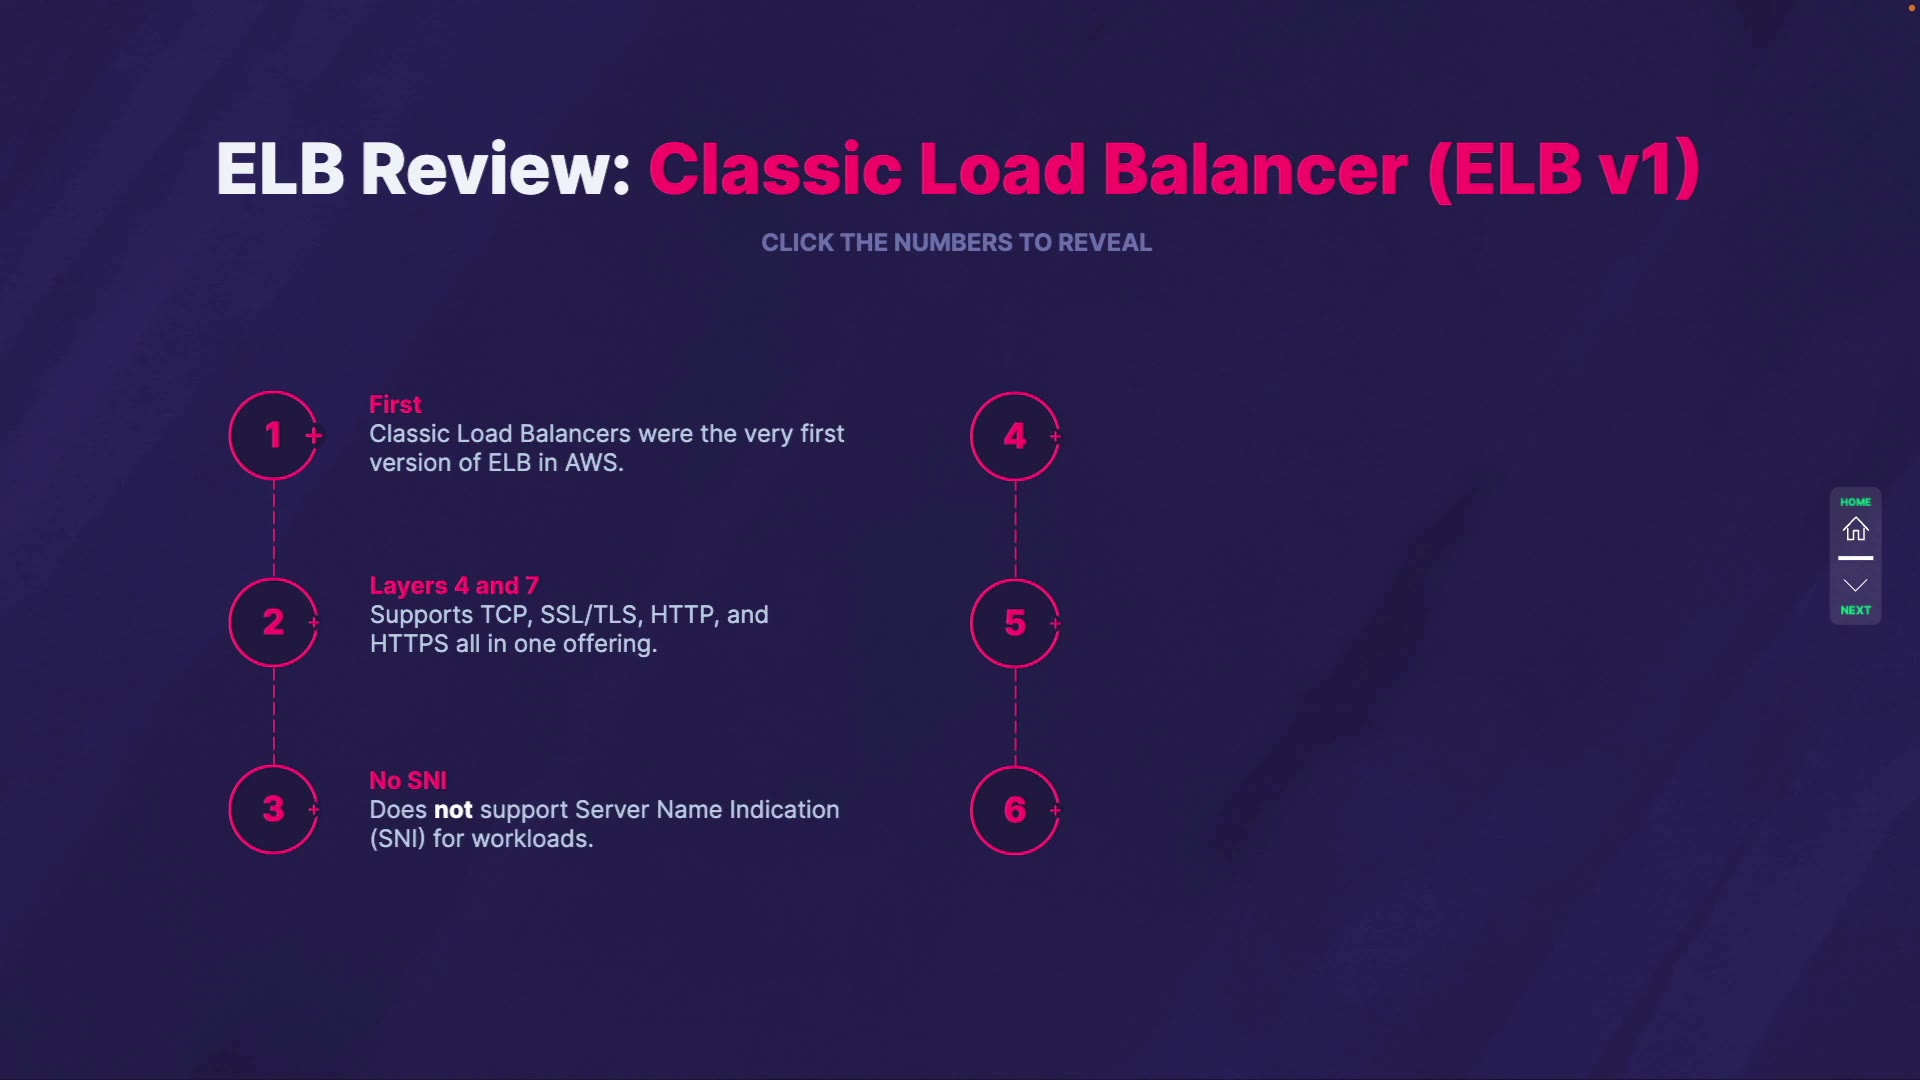 ELB Review: Classic Load Balancer (ELB v1)
CLICK THE NUMBERS TO REVEAL
1
First
Classic Load Balancers were the very first
version of ELB in AWS.
2
Layers 4 and 7
Supports TCP, SSL/TLS, HTTP, and
HTTPS all in one offering.
3
No SNI
Does not support Server Name Indication
(SNI) for workloads.
4
5
6
HOME
NEXT